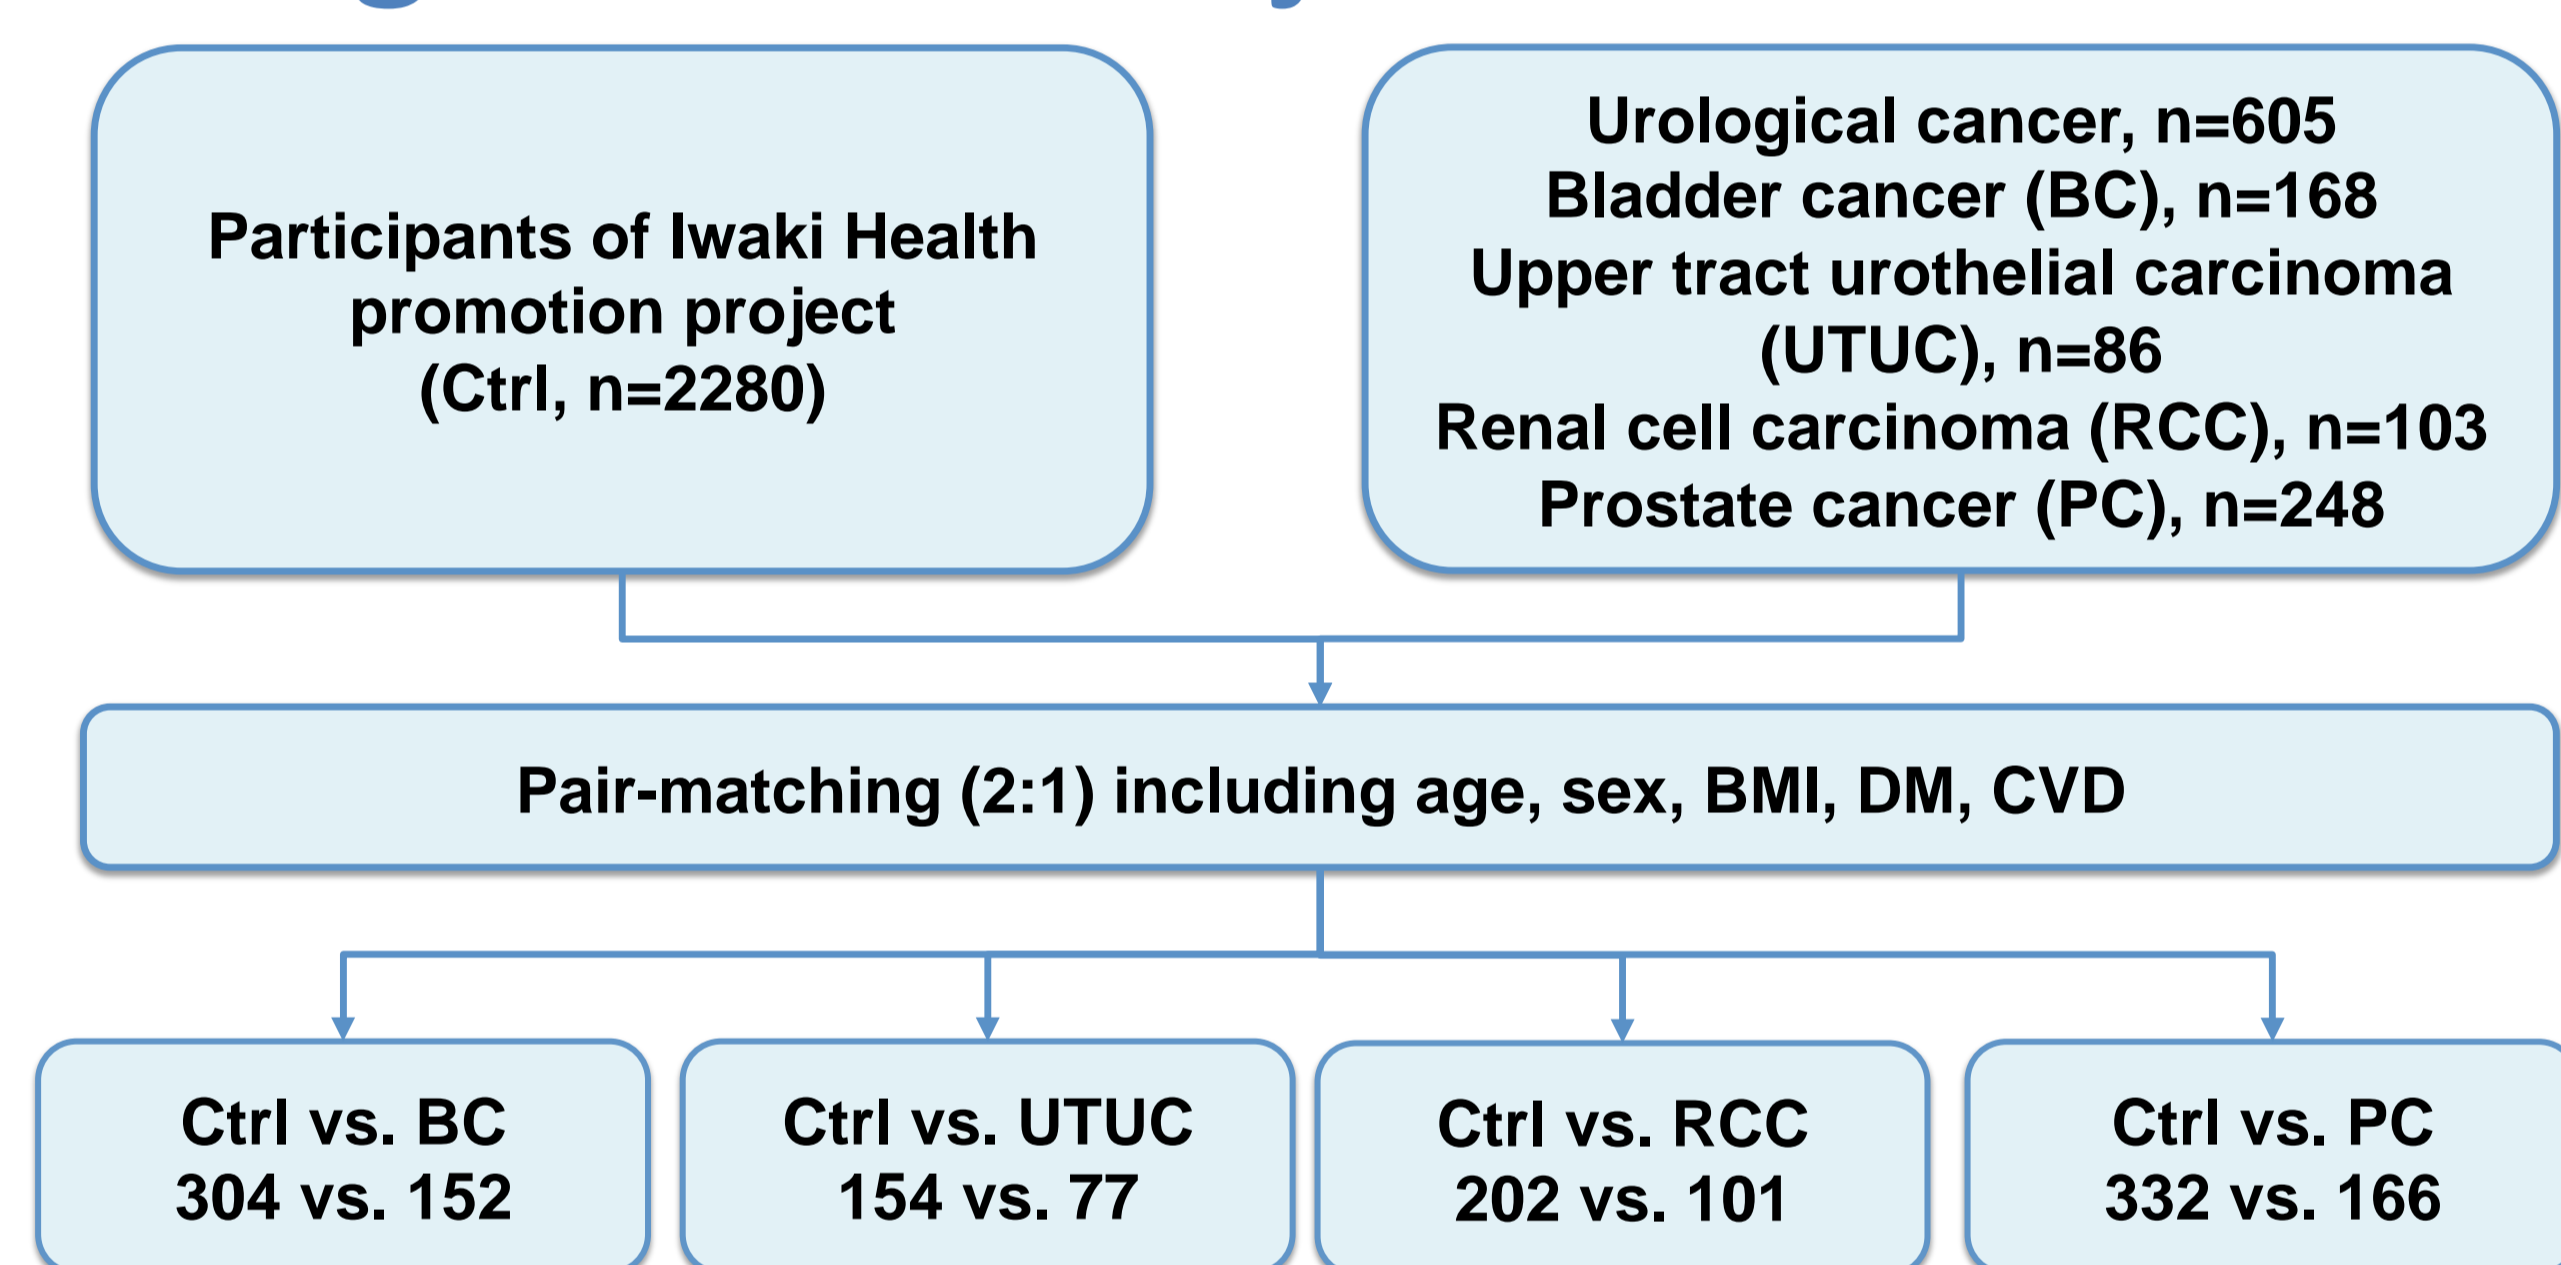 Participants of Iwaki Health
promotion project
(Ctrl, n=2280)
Urological cancer, n=605
Bladder cancer (BC), n=168
Upper tract urothelial carcinoma
(UTUC), n=86
Renal cell carcinoma (RCC), n=103
Prostate cancer (PC), n=248
Pair-matching (2:1) including age, sex, BMI, DM, CVD
Ctrl vs. BC
304 vs. 152
Ctrl vs. UTUC
154 vs. 77
Ctrl vs. RCC
202 vs. 101
Ctrl vs. PC
332 vs. 166